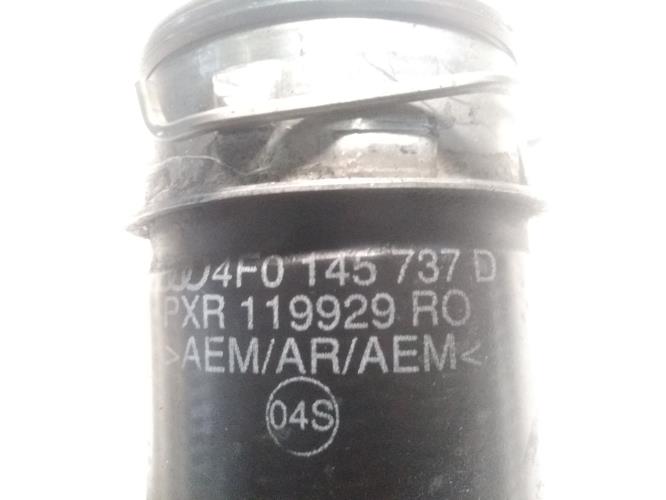 4F0 145 737 D
PXR 119929 RO
>AEM/AR/AEM<
04S